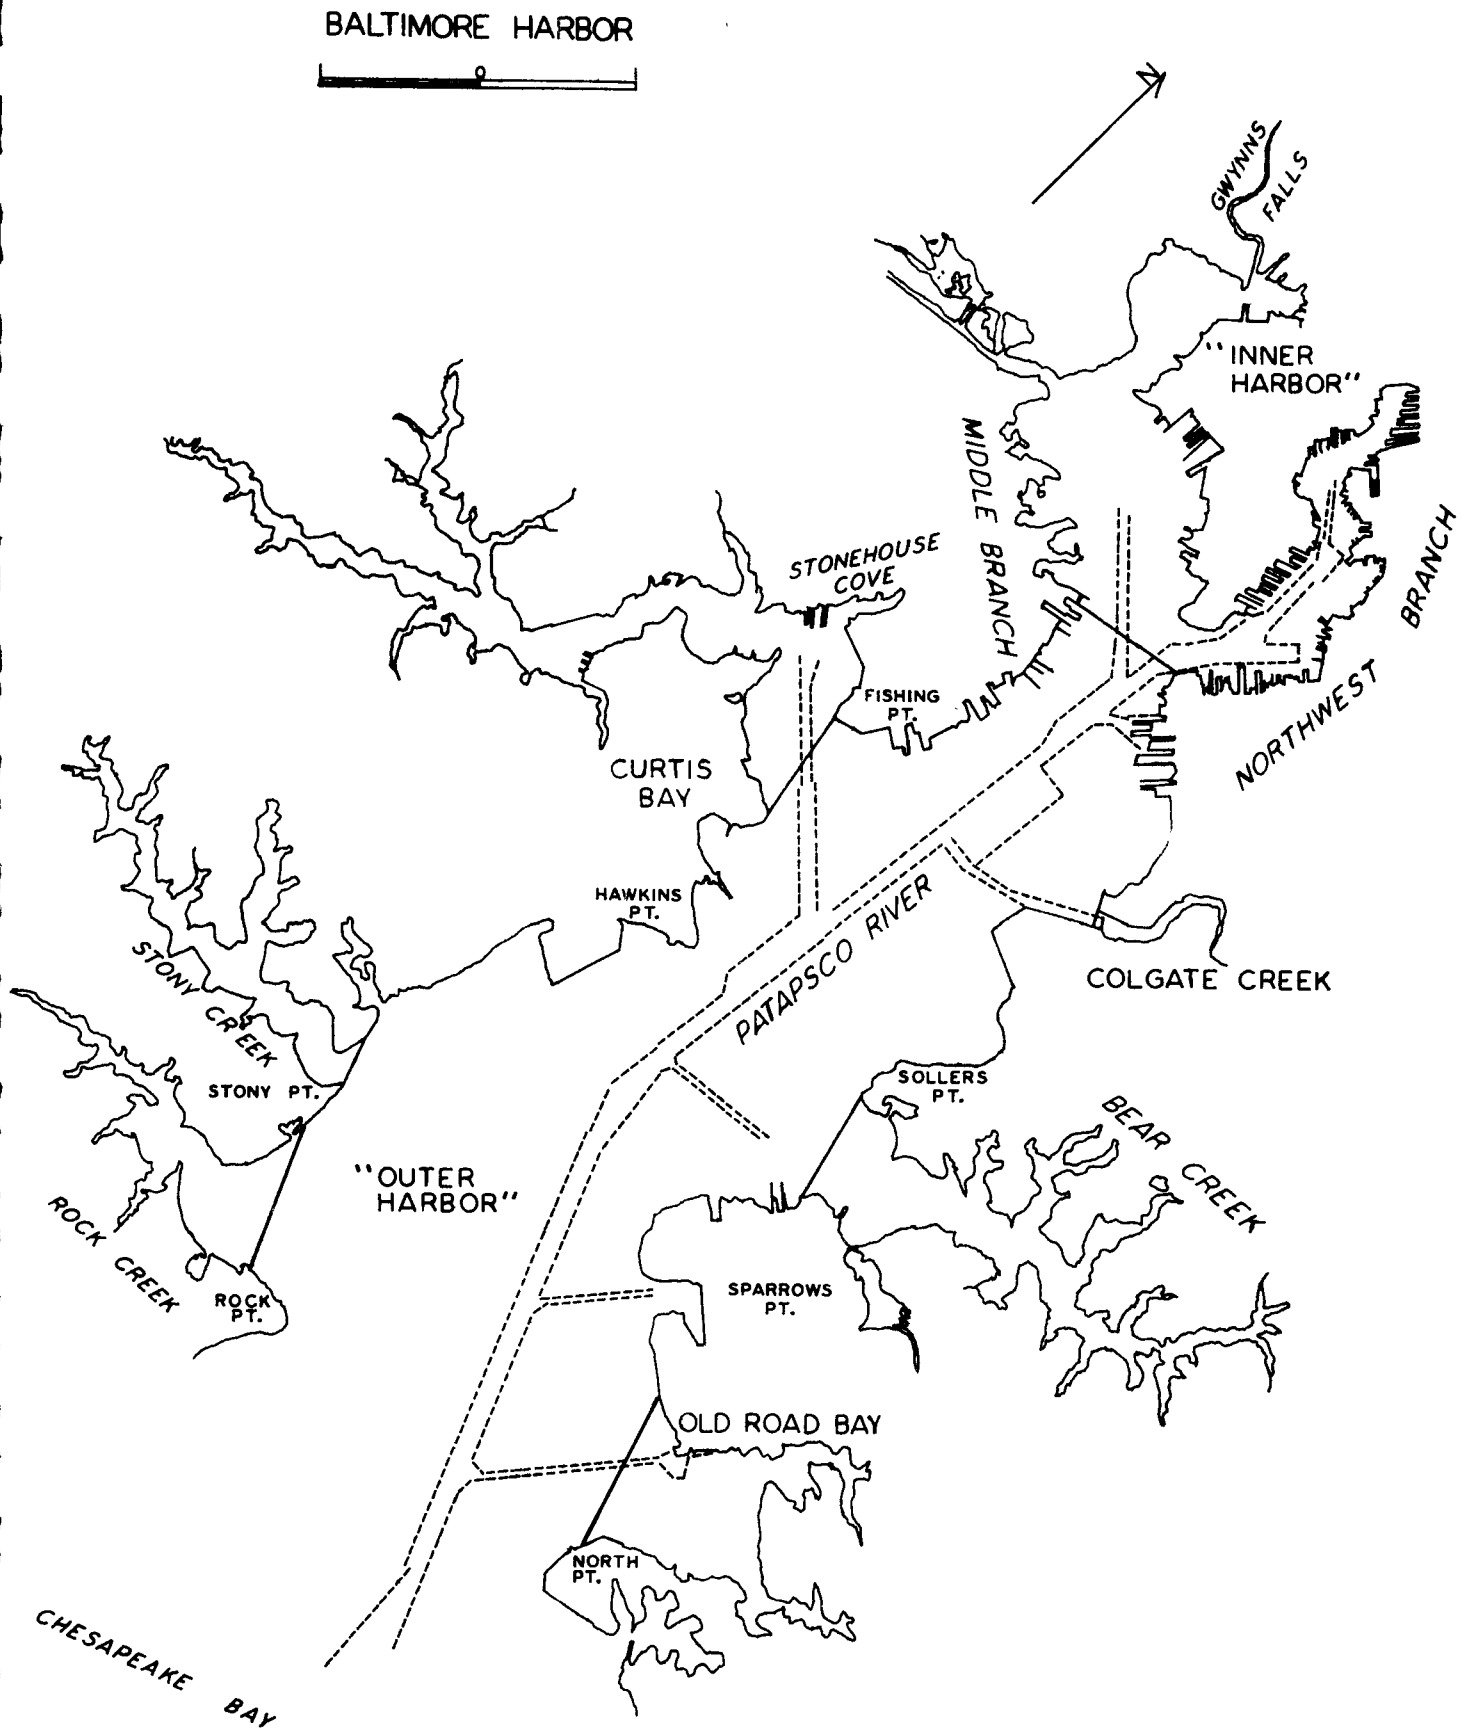 BALTIMORE HARBOR
0
N
GWYNNS
FALLS
"INNER
HARBOR"
MIDDLE BRANCH
STONEHOUSE
COVE
NORTHWEST BRANCH
FISHING
PT.
CURTIS
BAY
HAWKINS
PT.
PATAPSCO RIVER
COLGATE CREEK
STONY CREEK
STONY PT.
SOLLERS
PT.
BEAR CREEK
"OUTER
HARBOR"
ROCK CREEK
ROCK
PT.
SPARROWS
PT.
OLD ROAD BAY
NORTH
PT.
CHESAPEAKE BAY